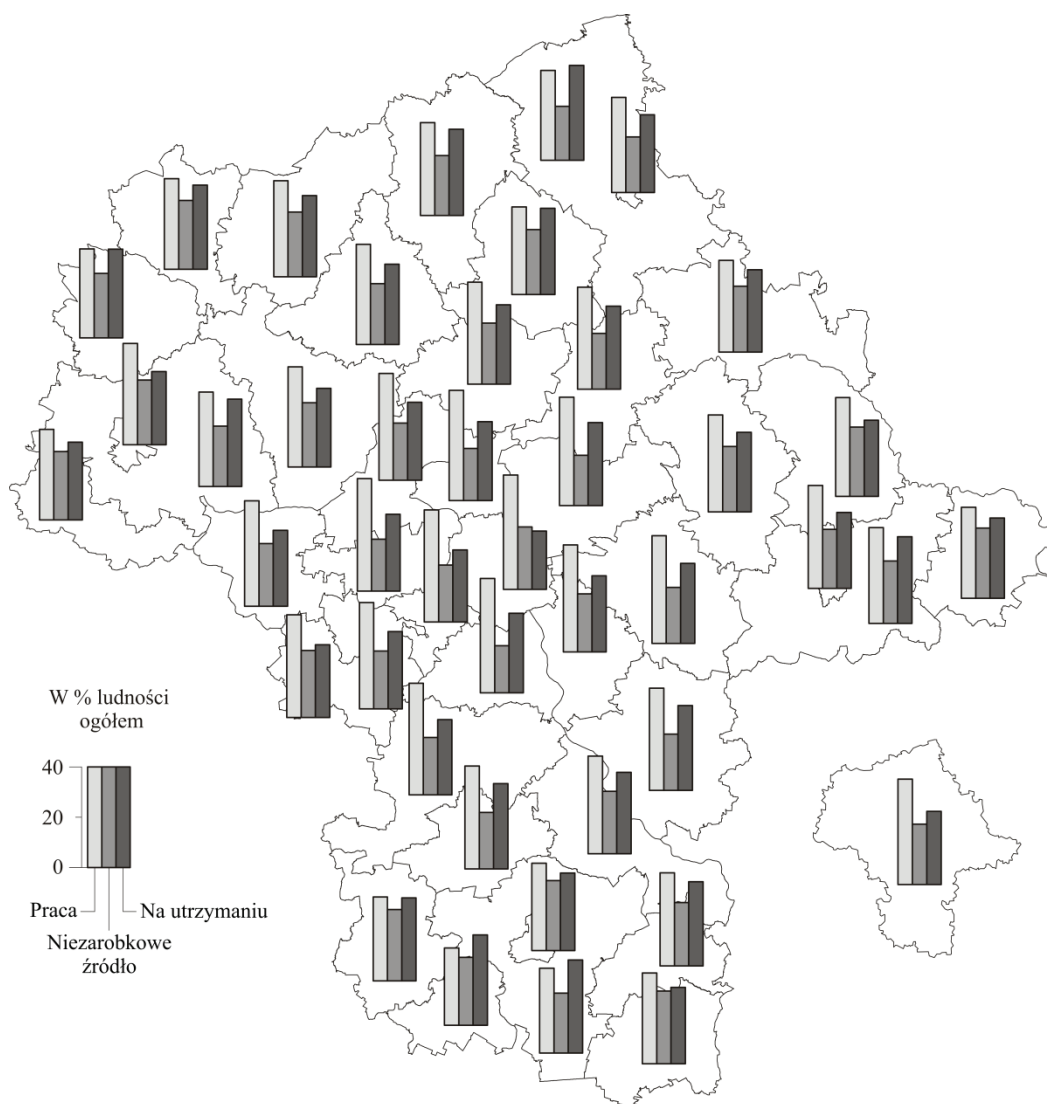 W % ludności
ogółem
40
20
0
Praca
Na utrzymaniu
Niezarobkowe
źródło